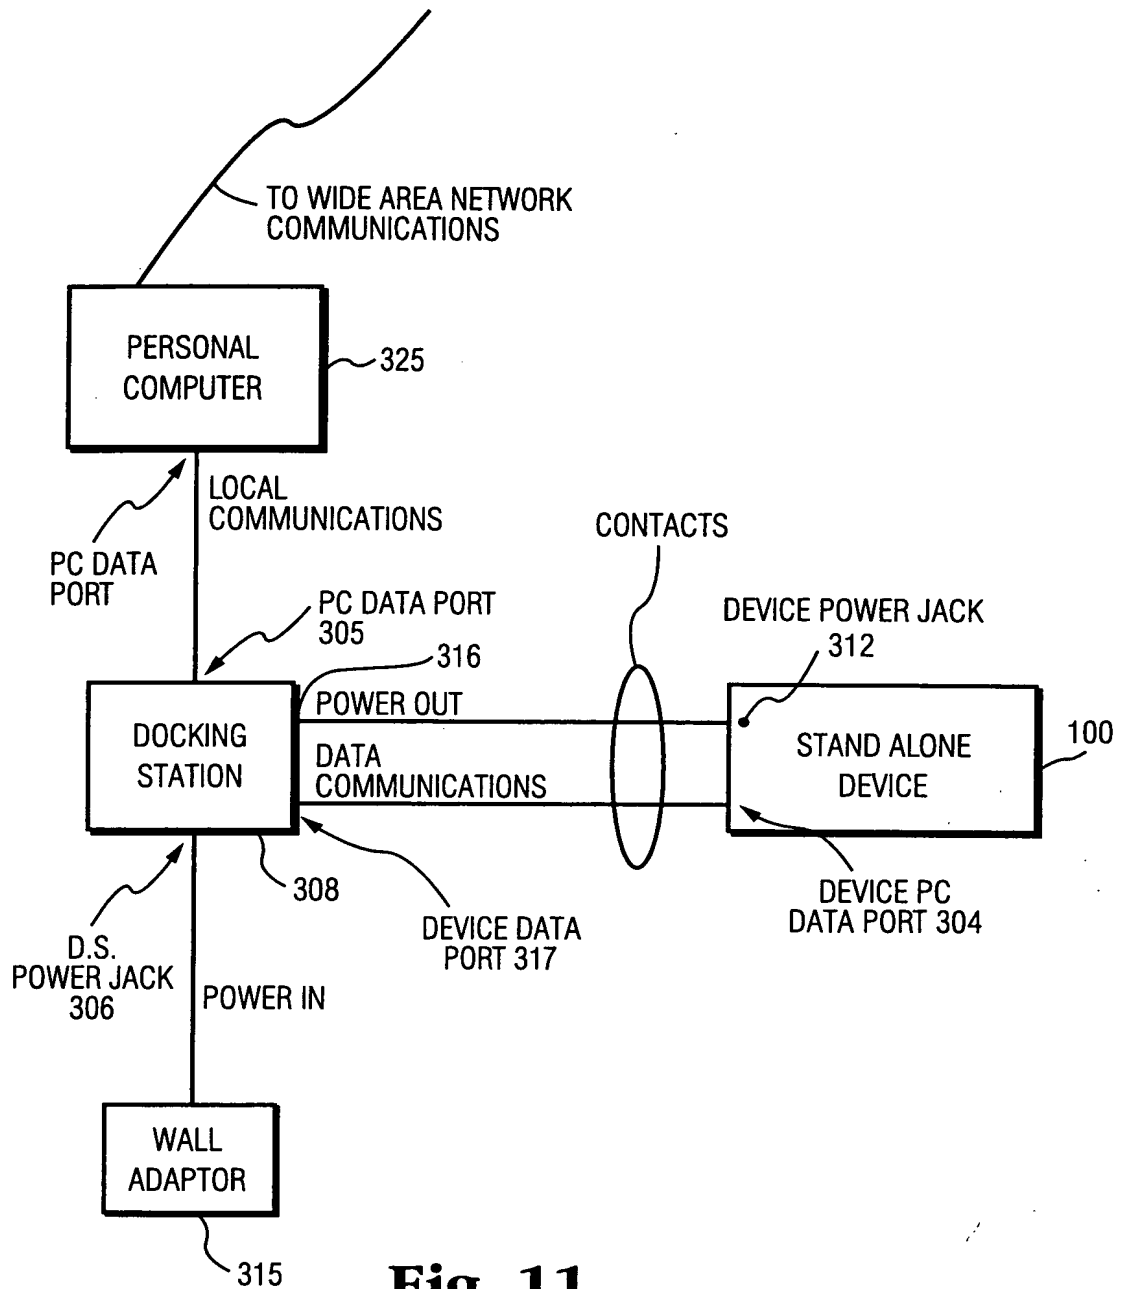 TO WIDE AREA NETWORK
COMMUNICATIONS
PERSONAL
COMPUTER
325
LOCAL
COMMUNICATIONS
PC DATA
PORT
CONTACTS
PC DATA PORT
305
316
DEVICE POWER JACK
312
POWER OUT
DOCKING
STATION
DATA
COMMUNICATIONS
STAND ALONE
DEVICE
100
308
DEVICE DATA
PORT 317
DEVICE PC
DATA PORT 304
D.S.
POWER JACK
306
POWER IN
WALL
ADAPTOR
315
Fig. 11